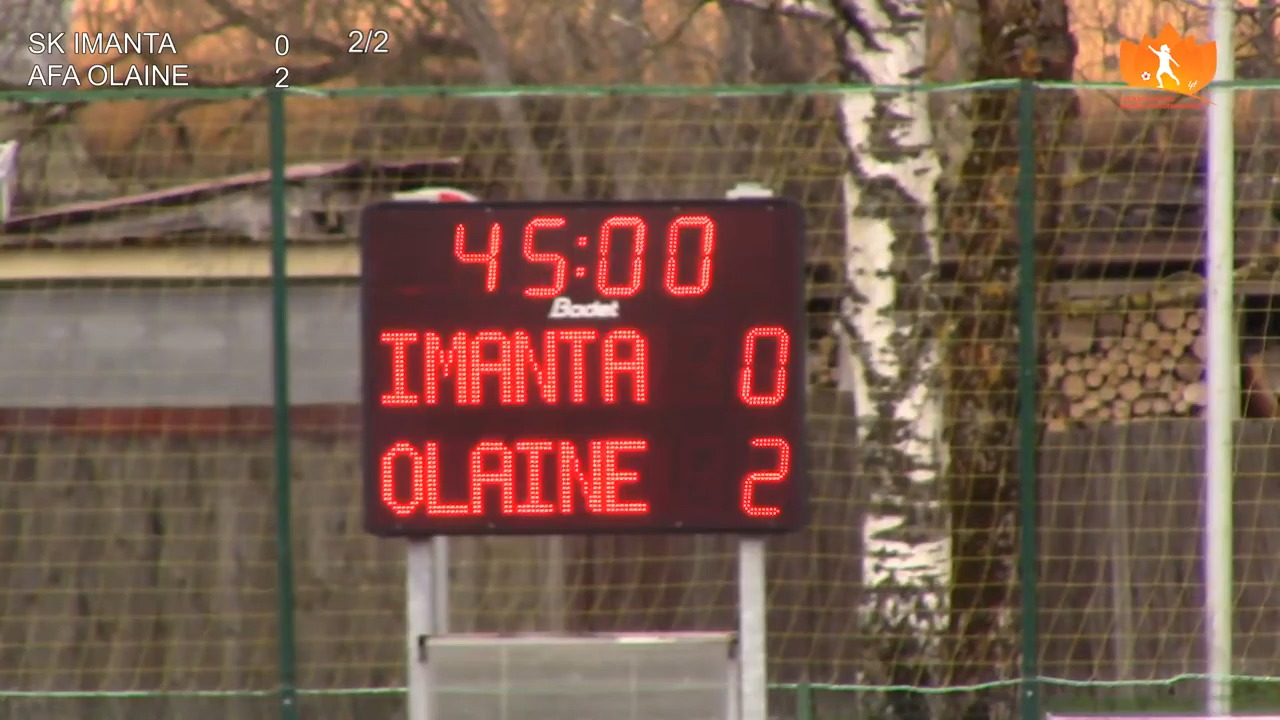 SK IMANTA 0 2/2
AFA OLAINE 2
45:00
Bodet
IMANTA 0
OLAINE 2